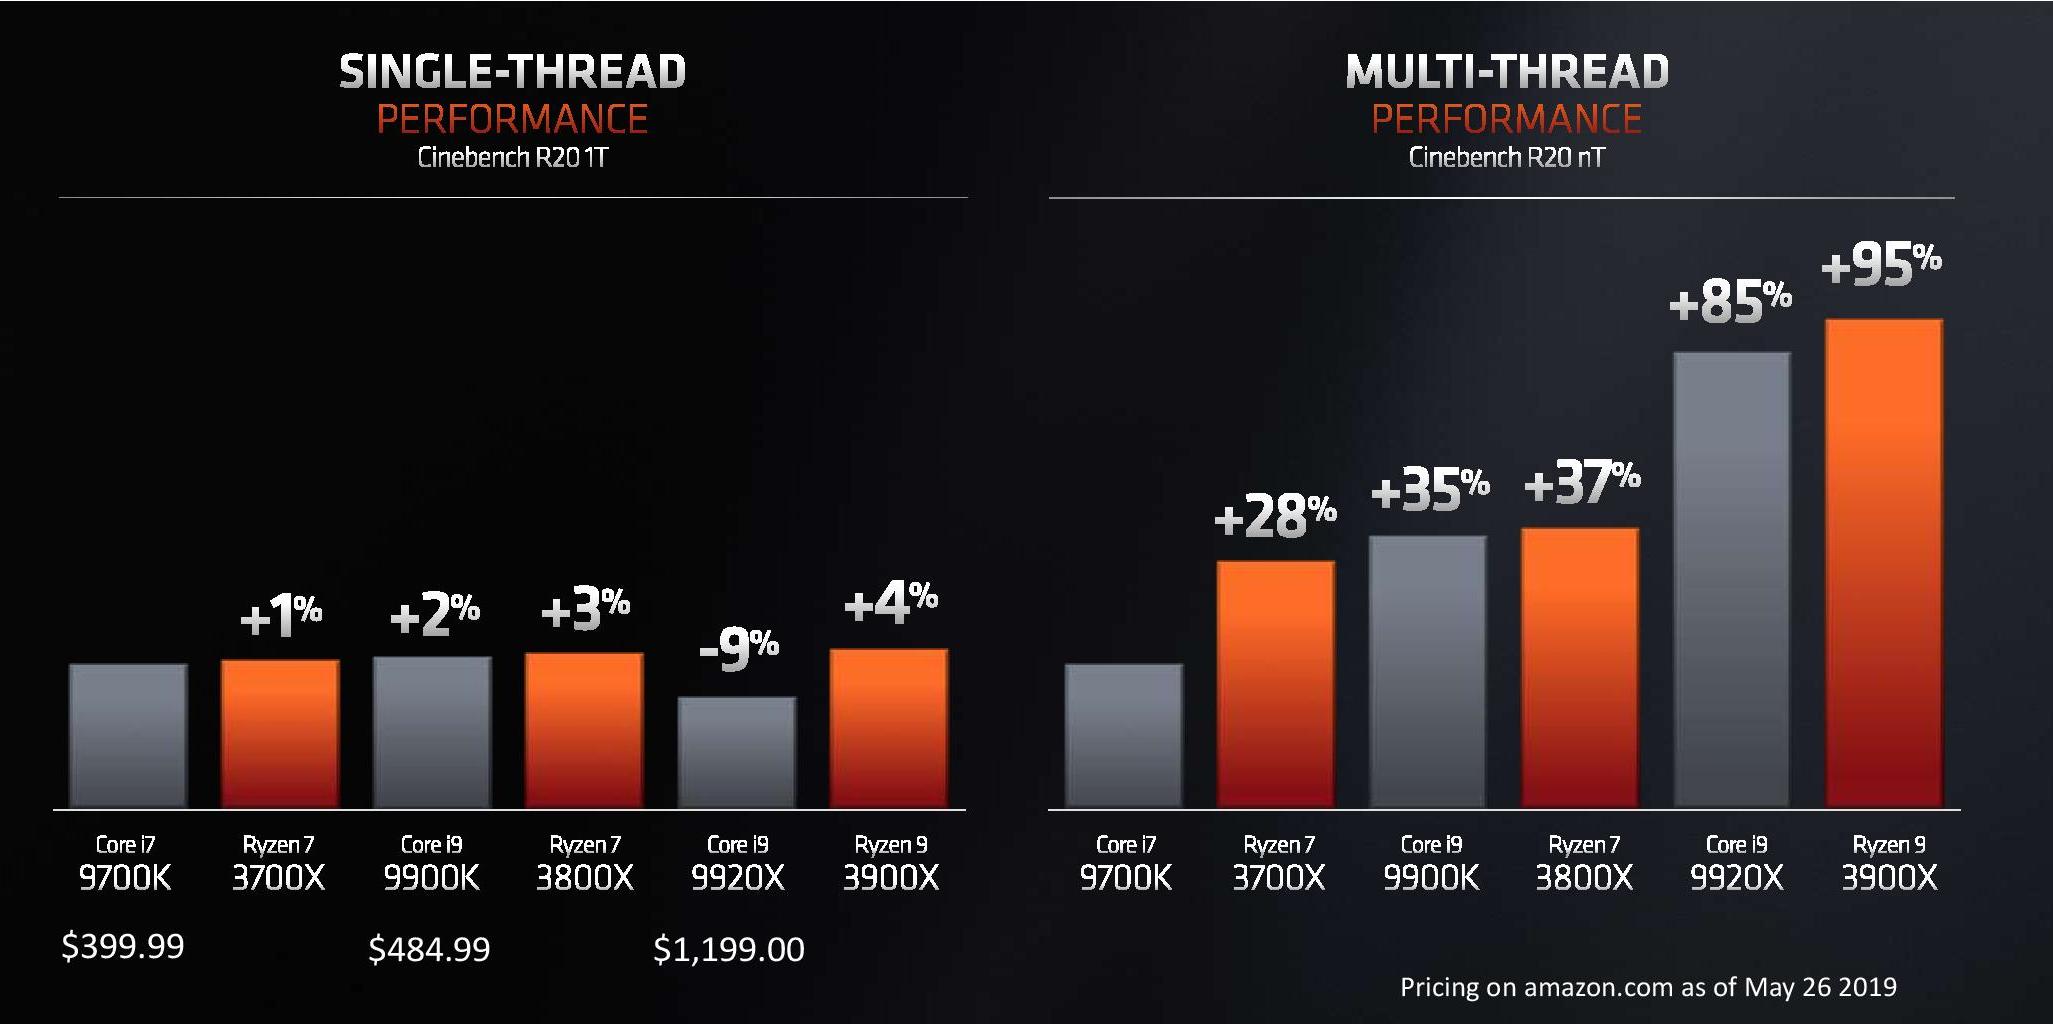 SINGLE-THREAD
PERFORMANCE
Cinebench R20 1T
+1%
+2%
+3%
-9%
+4%
Core i7
9700K
Ryzen 7
3700X
Core i9
9900K
Ryzen 7
3800X
Core i9
9920X
Ryzen 9
3900X
$399.99
$484.99
$1,199.00
MULTI-THREAD
PERFORMANCE
Cinebench R20 nT
+28%
+35%
+37%
+85%
+95%
Core i7
9700K
Ryzen 7
3700X
Core i9
9900K
Ryzen 7
3800X
Core i9
9920X
Ryzen 9
3900X
Pricing on amazon.com as of May 26 2019